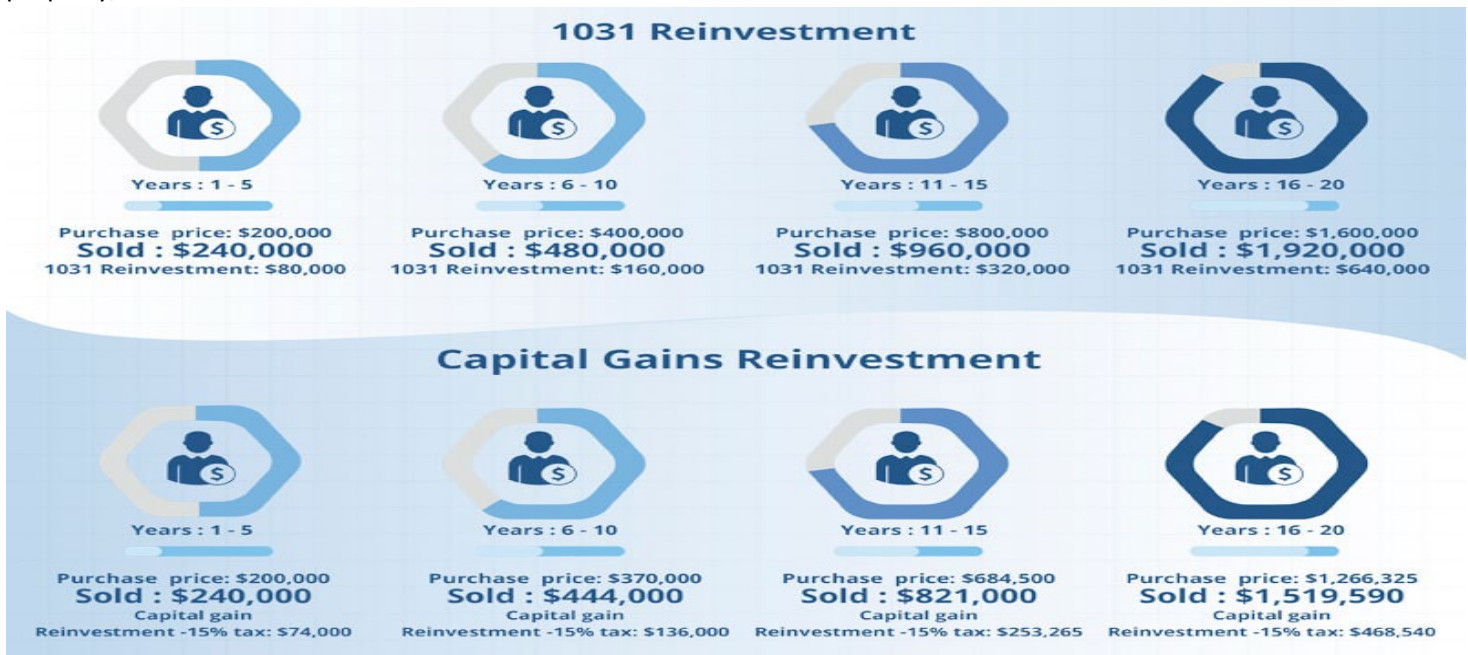 1031 Reinvestment
Years : 1 - 5
Purchase price: $200,000
Sold : $240,000
1031 Reinvestment: $80,000
Years : 6 - 10
Purchase price: $400,000
Sold : $480,000
1031 Reinvestment: $160,000
Years : 11 - 15
Purchase price: $800,000
Sold : $960,000
1031 Reinvestment: $320,000
Years : 16 - 20
Purchase price: $1,600,000
Sold : $1,920,000
1031 Reinvestment: $640,000
Capital Gains Reinvestment
Years : 1 - 5
Purchase price: $200,000
Sold : $240,000
Capital gain
Reinvestment -15% tax: $74,000
Years : 6 - 10
Purchase price: $370,000
Sold : $444,000
Capital gain
Reinvestment -15% tax: $136,000
Years : 11 - 15
Purchase price: $684,500
Sold : $821,000
Capital gain
Reinvestment -15% tax: $253,265
Years : 16 - 20
Purchase price: $1,266,325
Sold : $1,519,590
Capital gain
Reinvestment -15% tax: $468,540